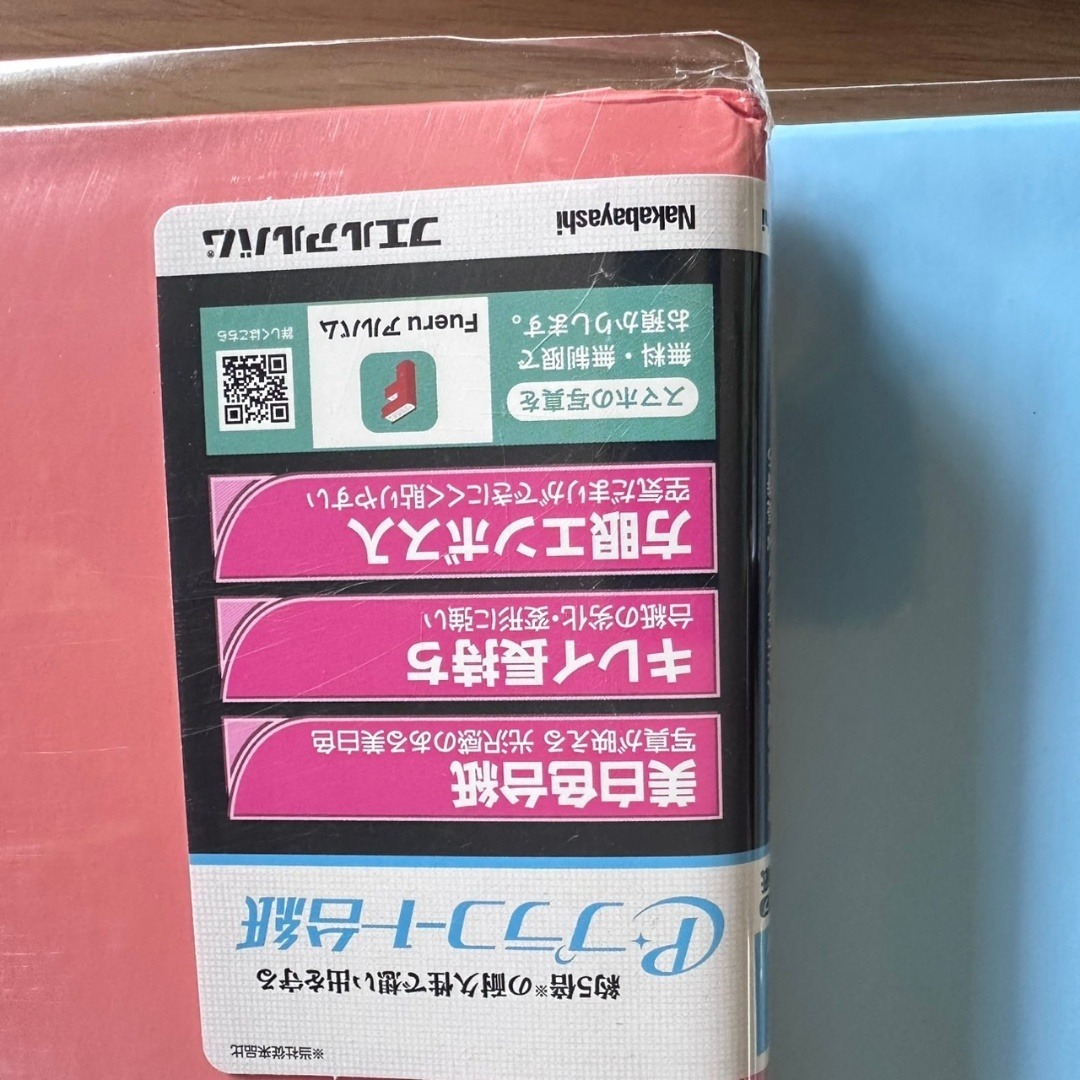 ※当社従来品比
約5倍※の耐久性で想い出を守る
P プラコート台紙
美白色台紙
写真が映える 光沢感のある美白色
キレイ長持ち
台紙の劣化・変形に強い
方眼エンボス入
空気だまりができにくく貼りやすい
スマホの写真を
無料・無制限で
お預かりします。
Fueru アルバム
詳しくはこちら
Nakabayashi
フエルアルバム®